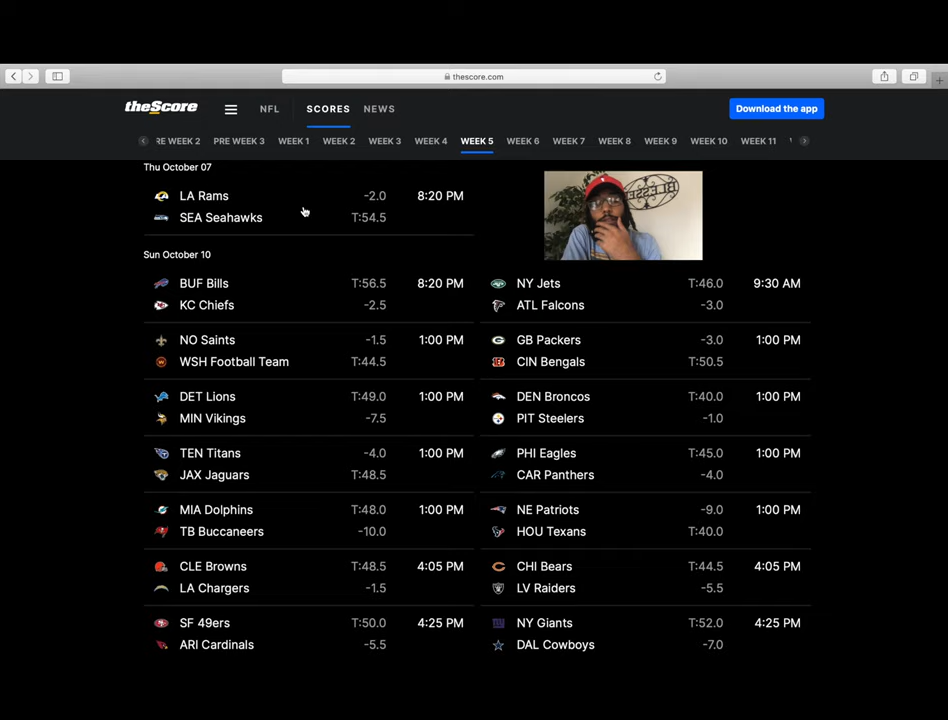 thescore.com
theScore NFL SCORES NEWS Download the app
RE WEEK 2 PRE WEEK 3 WEEK 1 WEEK 2 WEEK 3 WEEK 4 WEEK 5 WEEK 6 WEEK 7 WEEK 8 WEEK 9 WEEK 10 WEEK 11
Thu October 07
LA Rams -2.0 8:20 PM
SEA Seahawks T:54.5
BLESSED
Sun October 10
BUF Bills T:56.5 8:20 PM
KC Chiefs -2.5
NY Jets T:46.0 9:30 AM
ATL Falcons -3.0
NO Saints -1.5 1:00 PM
WSH Football Team T:44.5
GB Packers -3.0 1:00 PM
CIN Bengals T:50.5
DET Lions T:49.0 1:00 PM
MIN Vikings -7.5
DEN Broncos T:40.0 1:00 PM
PIT Steelers -1.0
TEN Titans -4.0 1:00 PM
JAX Jaguars T:48.5
PHI Eagles T:45.0 1:00 PM
CAR Panthers -4.0
MIA Dolphins T:48.0 1:00 PM
TB Buccaneers -10.0
NE Patriots -9.0 1:00 PM
HOU Texans T:40.0
CLE Browns T:48.5 4:05 PM
LA Chargers -1.5
CHI Bears T:44.5 4:05 PM
LV Raiders -5.5
SF 49ers T:50.0 4:25 PM
ARI Cardinals -5.5
NY Giants T:52.0 4:25 PM
DAL Cowboys -7.0